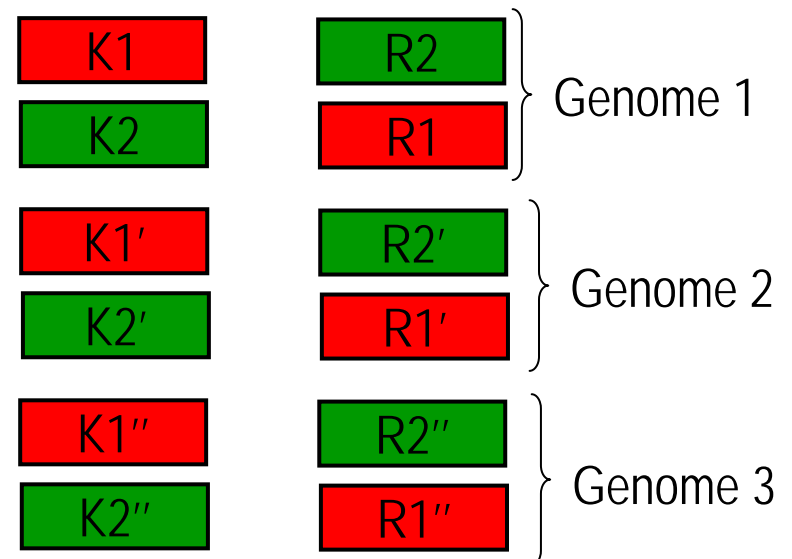 K1 R2
Genome 1
K2 R1
K1′ R2′
Genome 2
K2′ R1′
K1′′ R2′′
Genome 3
K2′′ R1′′